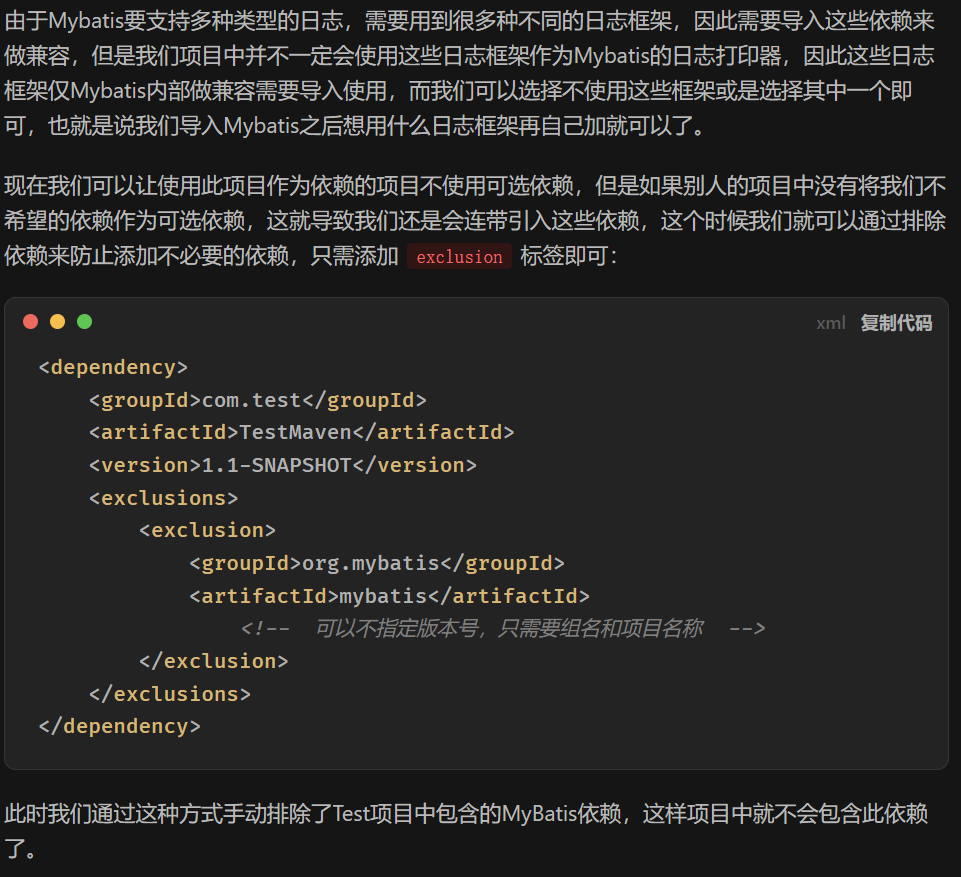 由于Mybatis要支持多种类型的日志，需要用到很多种不同的日志框架，因此需要导入这些依赖来
做兼容，但是我们项目中并不一定会使用这些日志框架作为Mybatis的日志打印器，因此这些日志
框架仅Mybatis内部做兼容需要导入使用，而我们可以选择不使用这些框架或是选择其中一个即
可，也就是说我们导入Mybatis之后想用什么日志框架再自己加就可以了。
现在我们可以让使用此项目作为依赖的项目不使用可选依赖，但是如果别人的项目中没有将我们不
希望的依赖作为可选依赖，这就导致我们还是会连带引入这些依赖，这个时候我们就可以通过排除
依赖来防止添加不必要的依赖，只需添加 exclusion 标签即可：
xml 复制代码
<dependency>
    <groupId>com.test</groupId>
    <artifactId>TestMaven</artifactId>
    <version>1.1-SNAPSHOT</version>
    <exclusions>
        <exclusion>
            <groupId>org.mybatis</groupId>
            <artifactId>mybatis</artifactId>
                <!--  可以不指定版本号，只需要组名和项目名称  -->
        </exclusion>
    </exclusions>
</dependency>
此时我们通过这种方式手动排除了Test项目中包含的MyBatis依赖，这样项目中就不会包含此依赖
了。